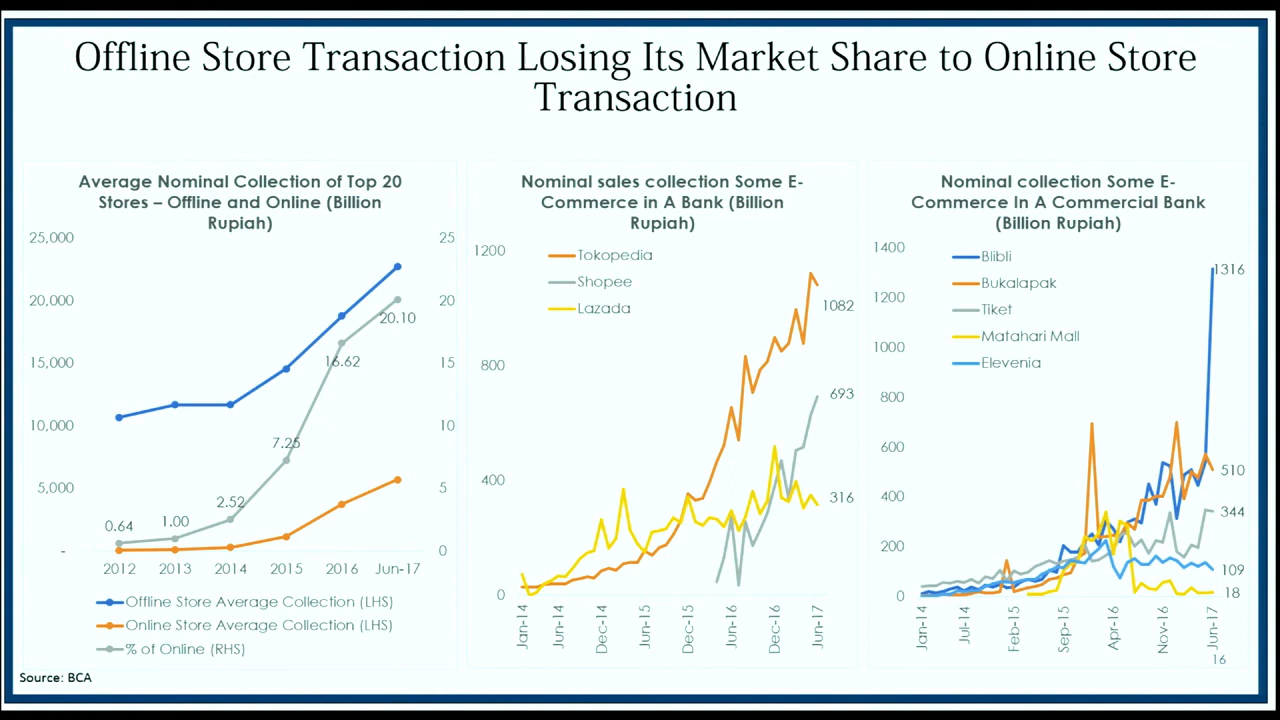 Offline Store Transaction Losing Its Market Share to Online Store
Transaction
Average Nominal Collection of Top 20
Stores – Offline and Online (Billion
Rupiah)
25,000
20,000
15,000
10,000
5,000
-
25
20
15
10
5
0
0.64
1.00
2.52
7.25
16.62
20.10
2012
2013
2014
2015
2016
Jun-17
Offline Store Average Collection (LHS)
Online Store Average Collection (LHS)
% of Online (RHS)
Nominal sales collection Some E-
Commerce in A Bank (Billion
Rupiah)
1200
800
400
0
Tokopedia
Shopee
Lazada
1082
693
316
Jan-14
Jun-14
Dec-14
Jun-15
Dec-15
Jun-16
Dec-16
Jun-17
Nominal collection Some E-
Commerce In A Commercial Bank
(Billion Rupiah)
1400
1200
1000
800
600
400
200
0
Blibli
Bukalapak
Tiket
Matahari Mall
Elevenia
1316
510
344
109
18
Jan-14
Jul-14
Feb-15
Sep-15
Apr-16
Nov-16
Jun-17
16
Source: BCA